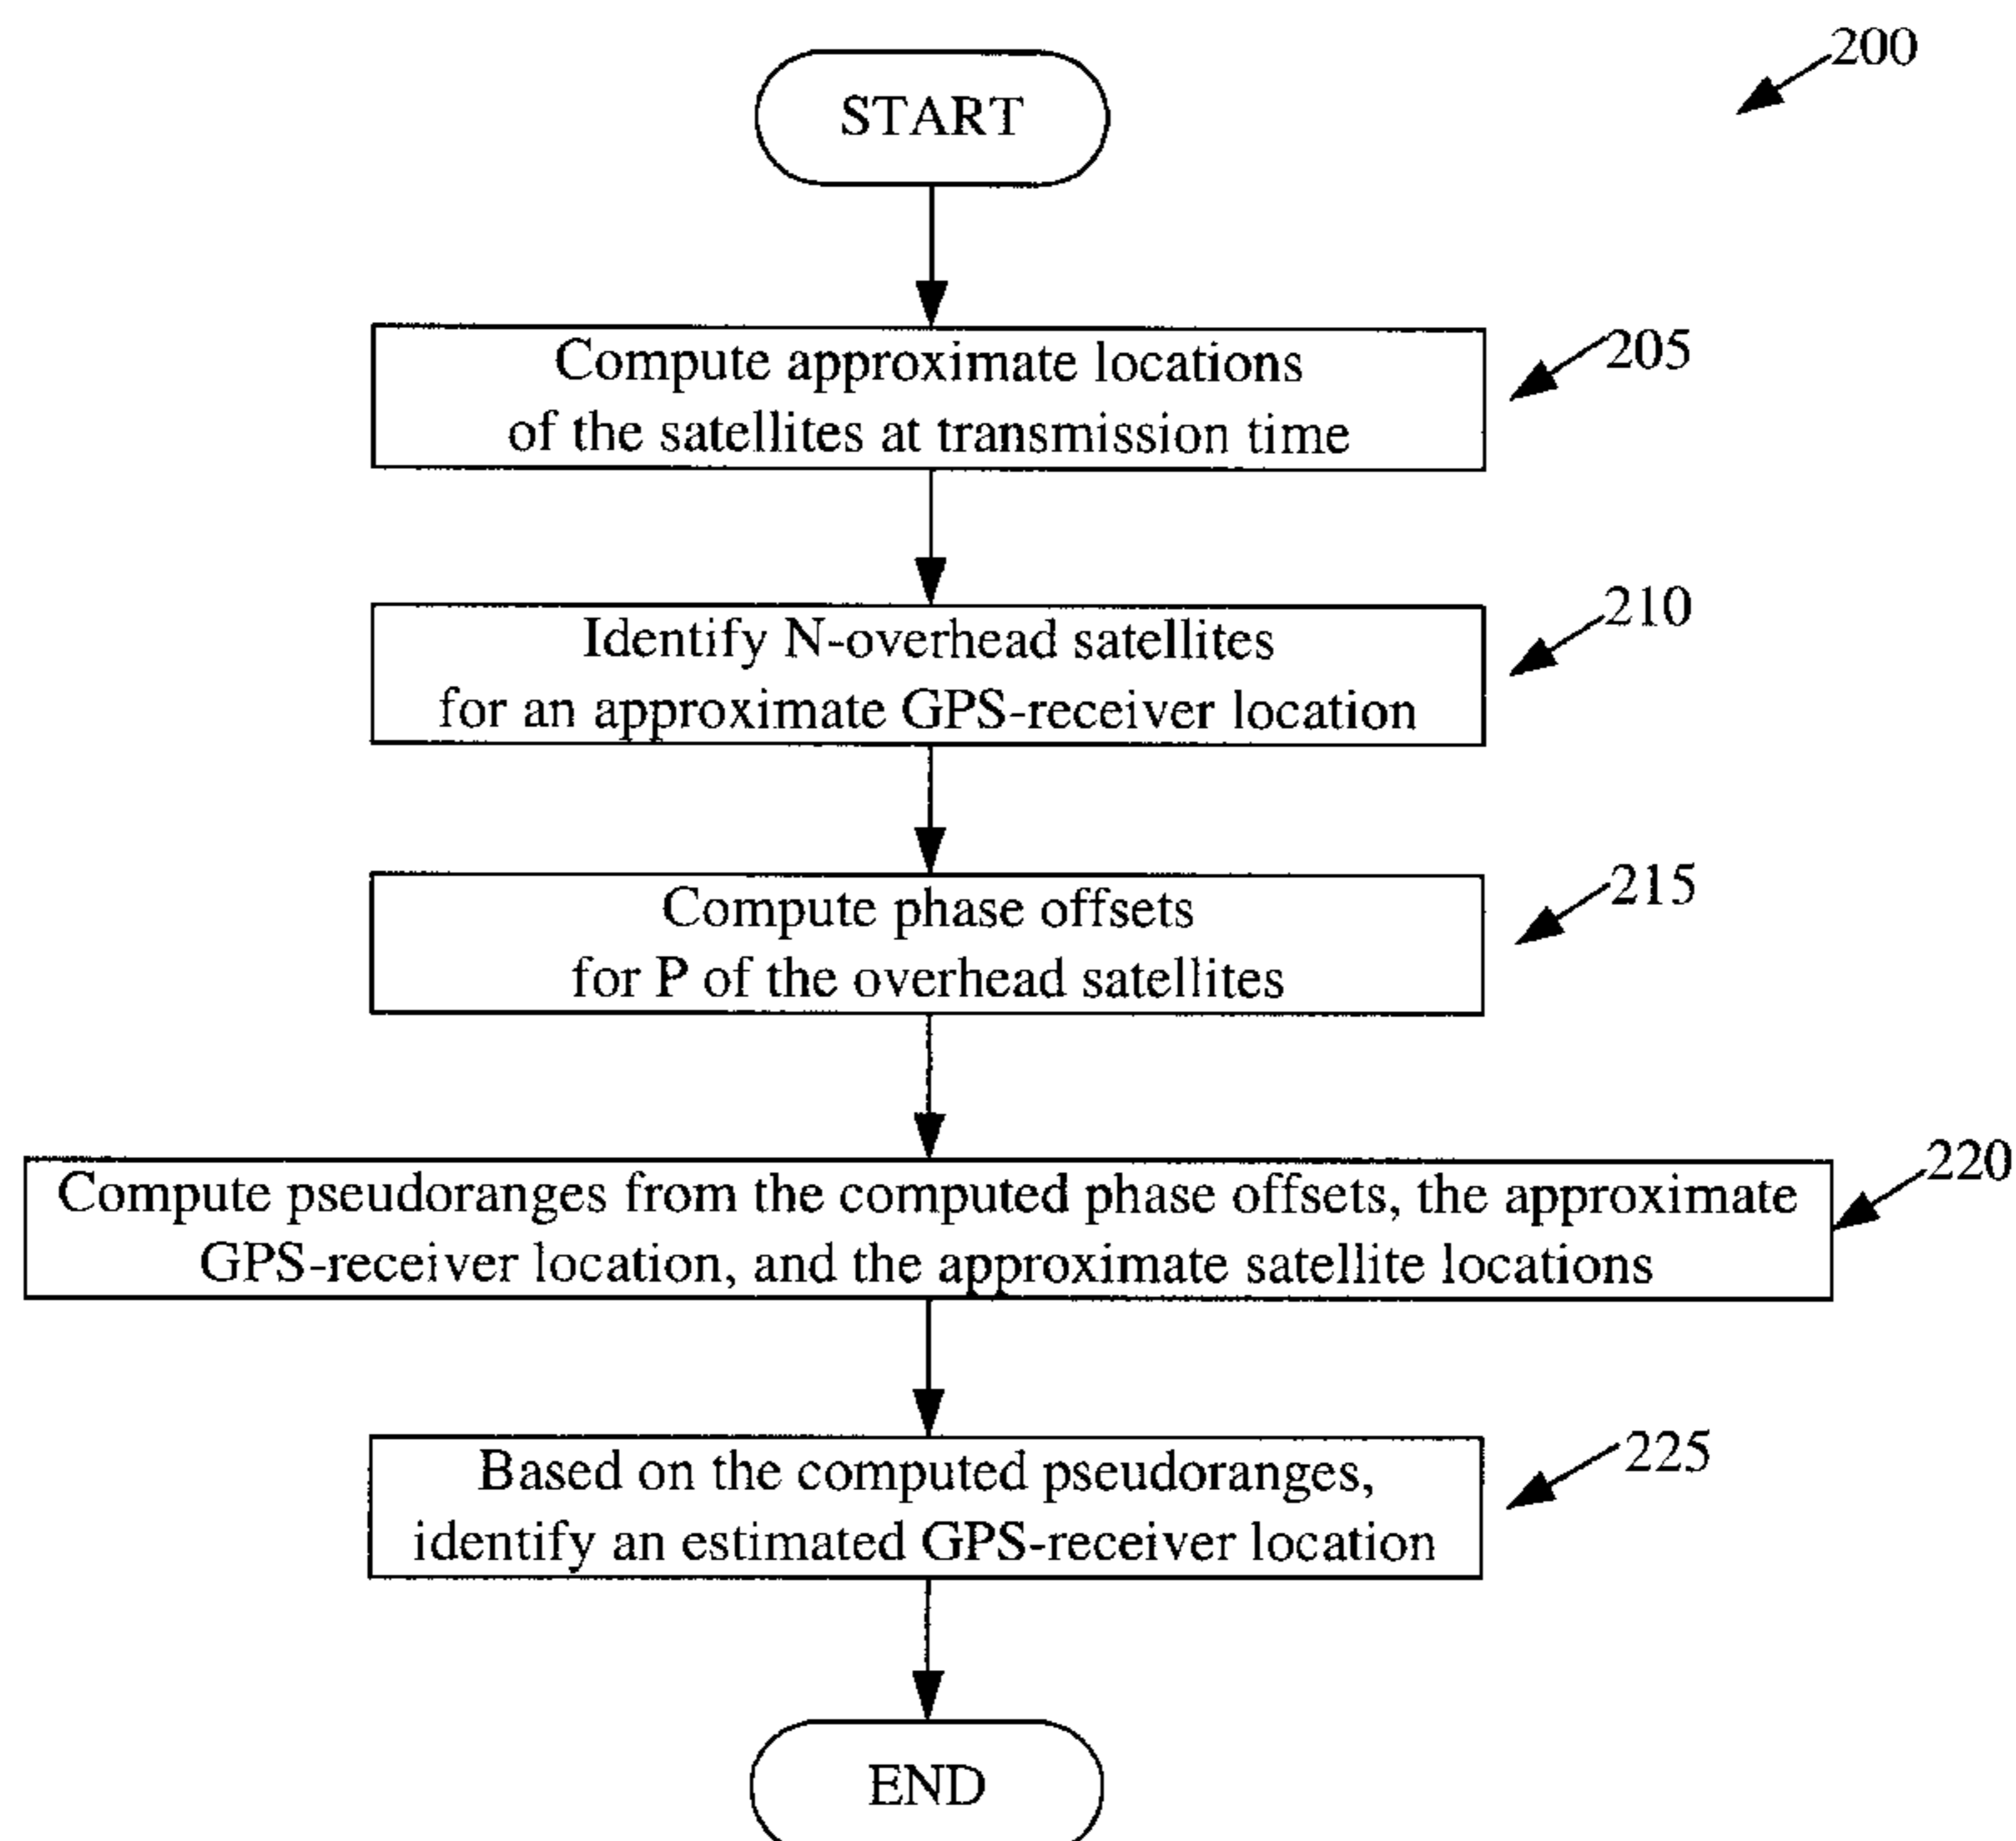 200
START
Compute approximate locations
of the satellites at transmission time
205
Identify N-overhead satellites
for an approximate GPS-receiver location
210
Compute phase offsets
for P of the overhead satellites
215
Compute pseudoranges from the computed phase offsets, the approximate
GPS-receiver location, and the approximate satellite locations
220
Based on the computed pseudoranges,
identify an estimated GPS-receiver location
225
END